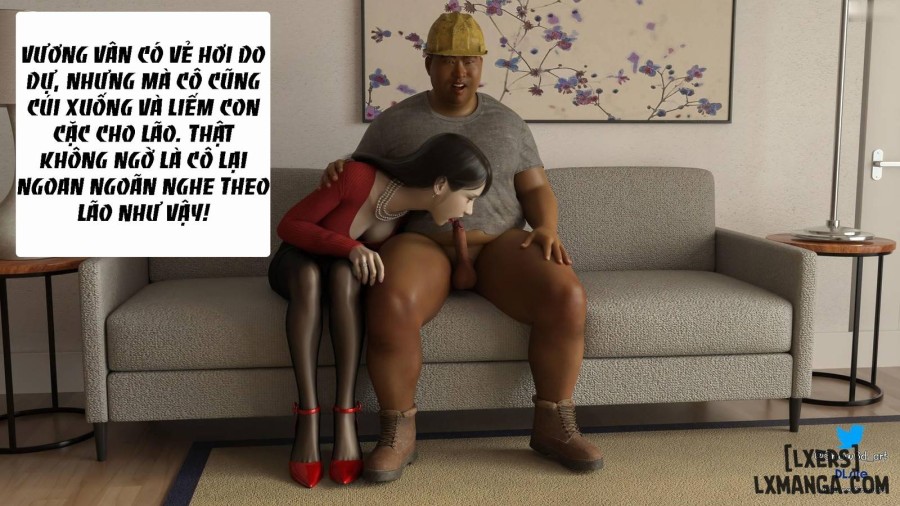 VƯƠNG VÂN CÓ VẺ HƠI DO
DỰ, NHƯNG MÀ CÔ CŨNG
CÚI XUỐNG VÀ LIẾM CON
CẶC CHO LÃO. THẬT
KHÔNG NGỜ LÀ CÔ LẠI
NGOAN NGOÃN NGHE THEO
LÃO NHƯ VẬY!
[LXERS]
LXMANGA.COM